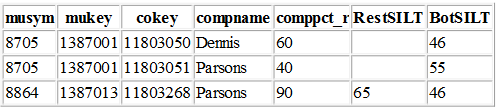 musym mukey cokey compname comppct_r RestSILT BotSILT
8705 1387001 11803050 Dennis 60 46
8705 1387001 11803051 Parsons 40 55
8864 1387013 11803268 Parsons 90 65 46